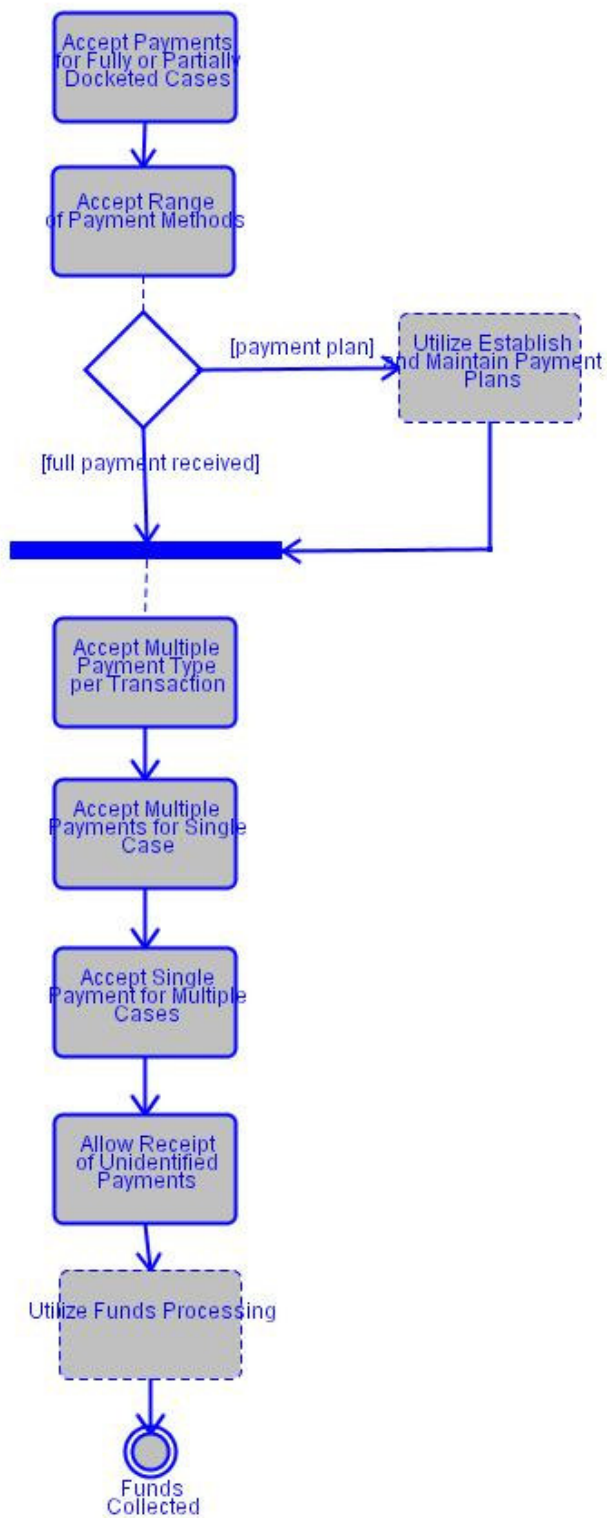 Accept Payments
for Fully or Partially
Docketed Cases
Accept Range
of Payment Methods
[payment plan]
Utilize Establish
and Maintain Payment
Plans
[full payment received]
Accept Multiple
Payment Type
per Transaction
Accept Multiple
Payments for Single
Case
Accept Single
Payment for Multiple
Cases
Allow Receipt
of Unidentified
Payments
Utilize Funds Processing
Funds
Collected